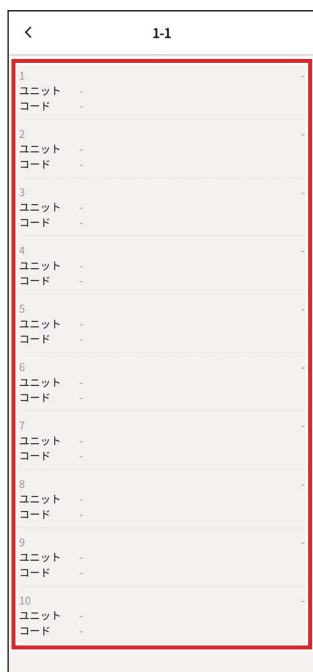 1-1
1 -
ユニット -
コード -
2 -
ユニット -
コード -
3 -
ユニット -
コード -
4 -
ユニット -
コード -
5 -
ユニット -
コード -
6 -
ユニット -
コード -
7 -
ユニット -
コード -
8 -
ユニット -
コード -
9 -
ユニット -
コード -
10 -
ユニット -
コード -